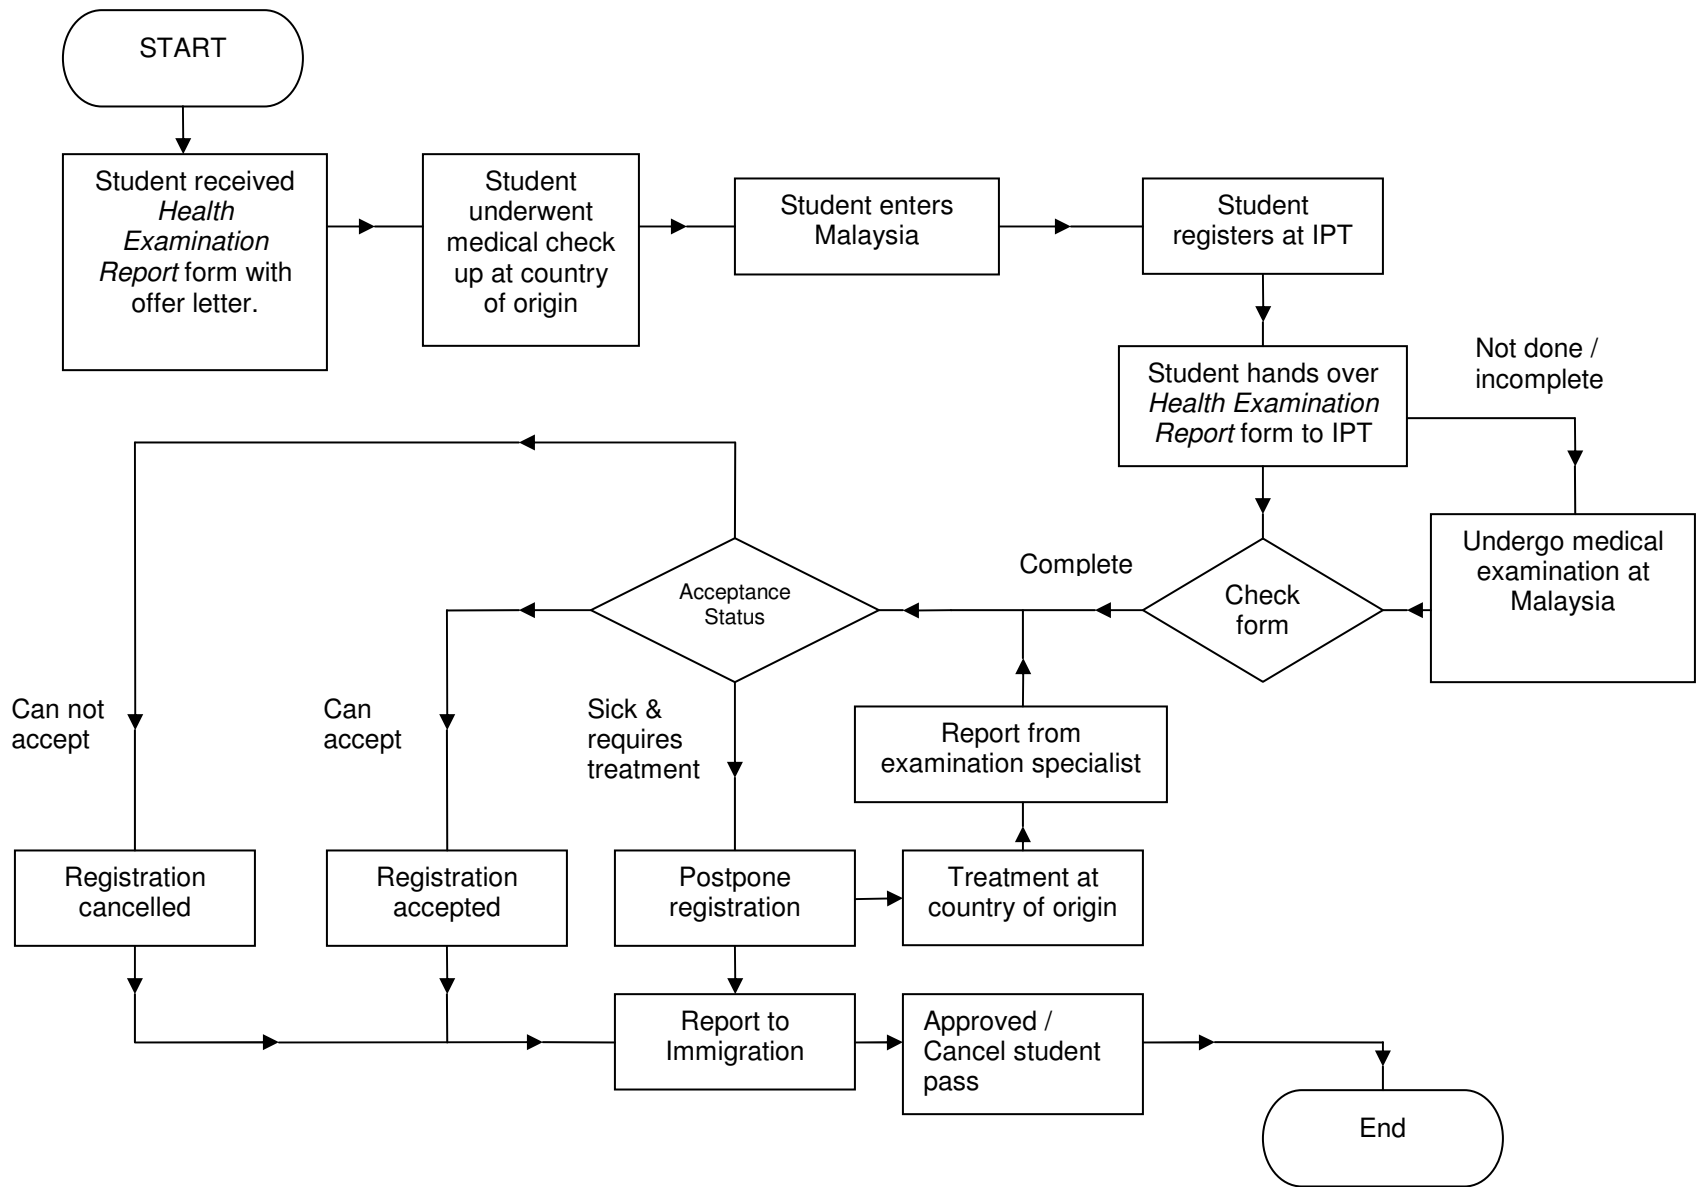 START
Student received
Health
Examination
Report form with
offer letter.
Student
underwent
medical check
up at country
of origin
Student enters
Malaysia
Student
registers at IPT
Student hands over
Health Examination
Report form to IPT
Not done /
incomplete
Undergo medical
examination at
Malaysia
Check
form
Complete
Acceptance
Status
Can not
accept
Can
accept
Sick &
requires
treatment
Report from
examination specialist
Registration
cancelled
Registration
accepted
Postpone
registration
Treatment at
country of origin
Report to
Immigration
Approved /
Cancel student
pass
End